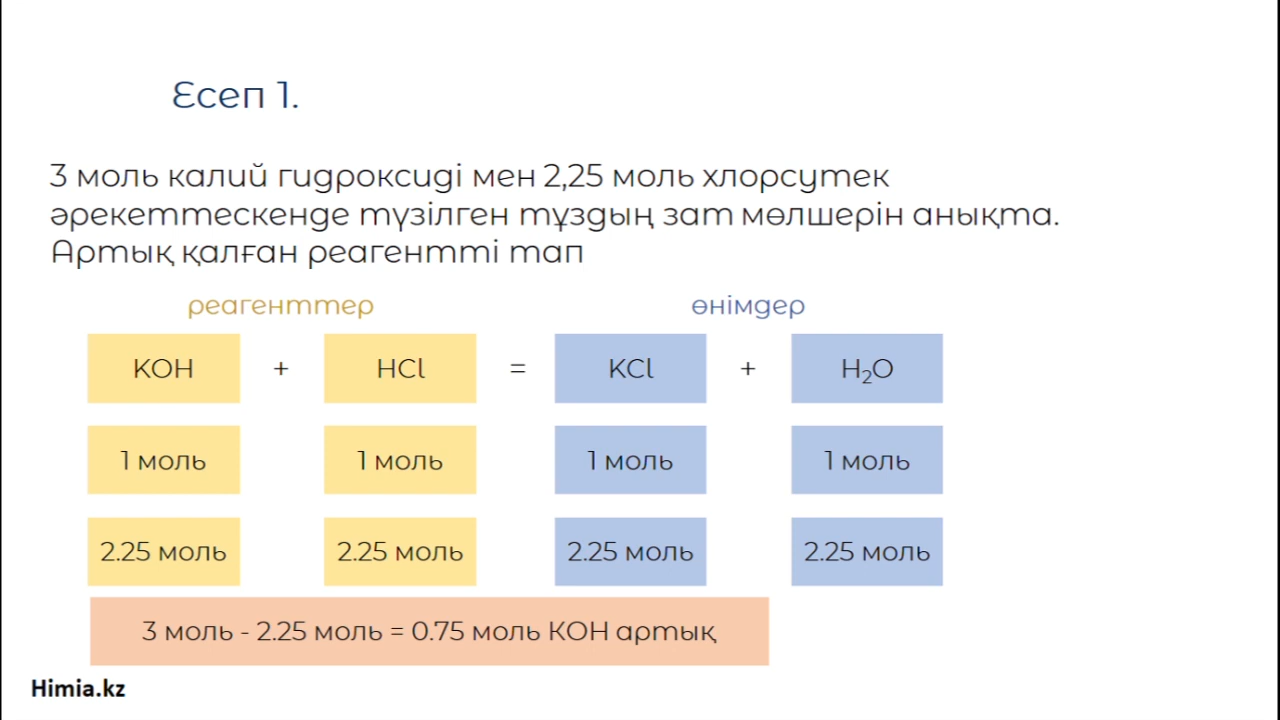 Есеп 1.
3 моль калий гидроксиді мен 2,25 моль хлорсутек
әрекеттескенде түзілген тұздың зат мөлшерін анықта.
Артық қалған реагентті тап
реагенттер өнімдер
KOH + HCl = KCl + H₂O
1 моль 1 моль 1 моль 1 моль
2.25 моль 2.25 моль 2.25 моль 2.25 моль
3 моль - 2.25 моль = 0.75 моль KOH артық
Himia.kz